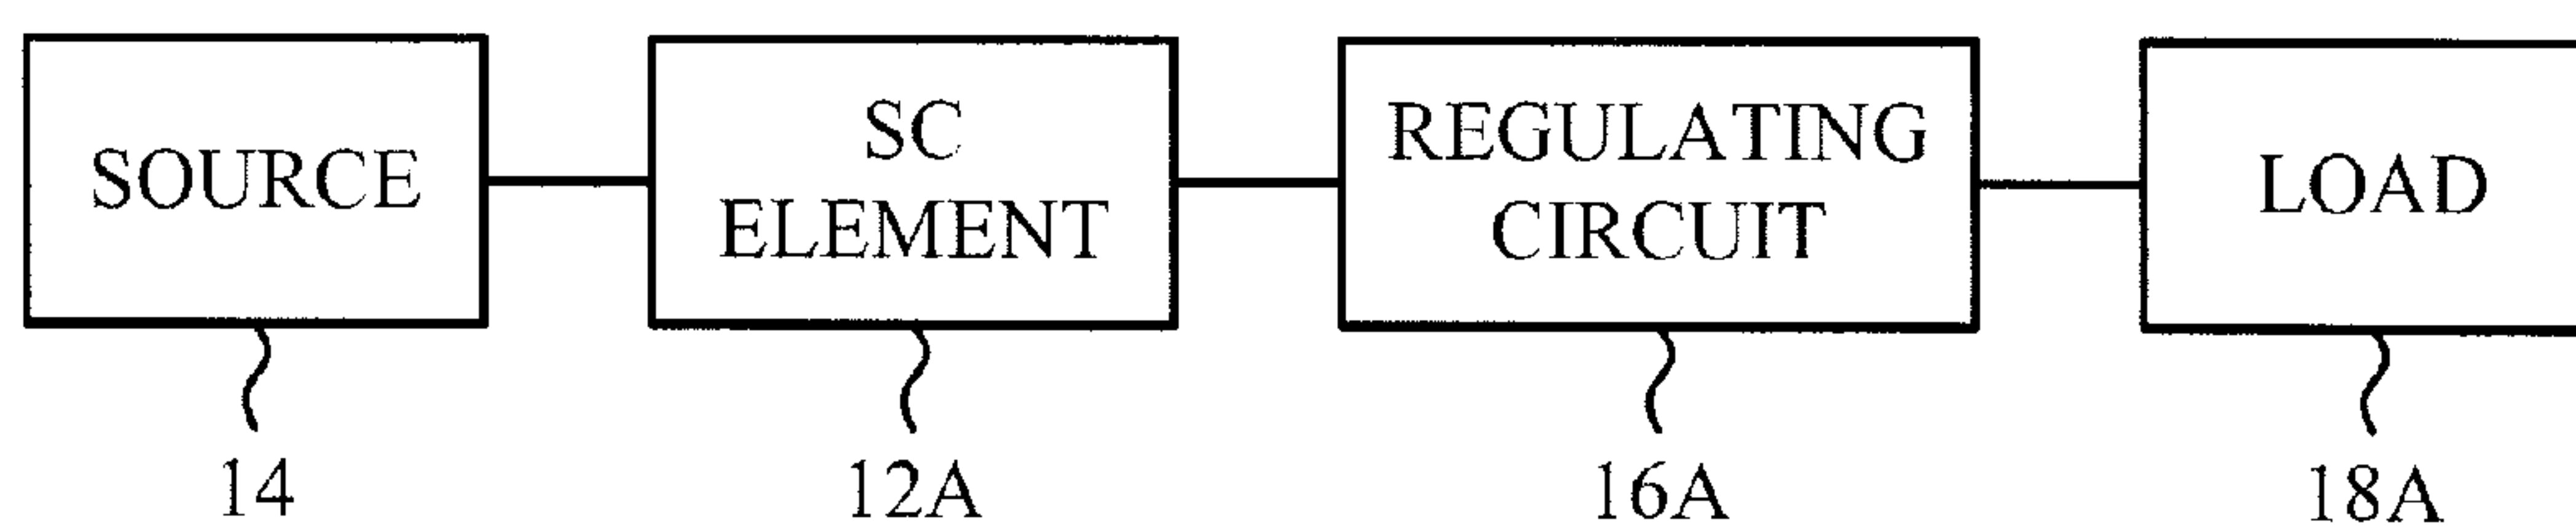 SOURCE
SC
ELEMENT
REGULATING
CIRCUIT
LOAD
14
12A
16A
18A